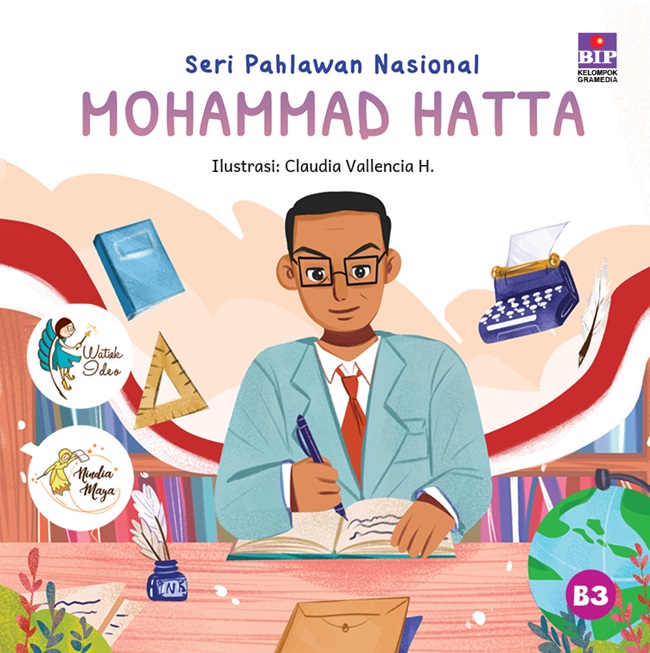 Seri Pahlawan Nasional
MOHAMMAD HATTA
BIP
KELOMPOK
GRAMEDIA
Ilustrasi: Claudia Vallencia H.
Watiek
Ideo
Nindia
Maya
INK
B3